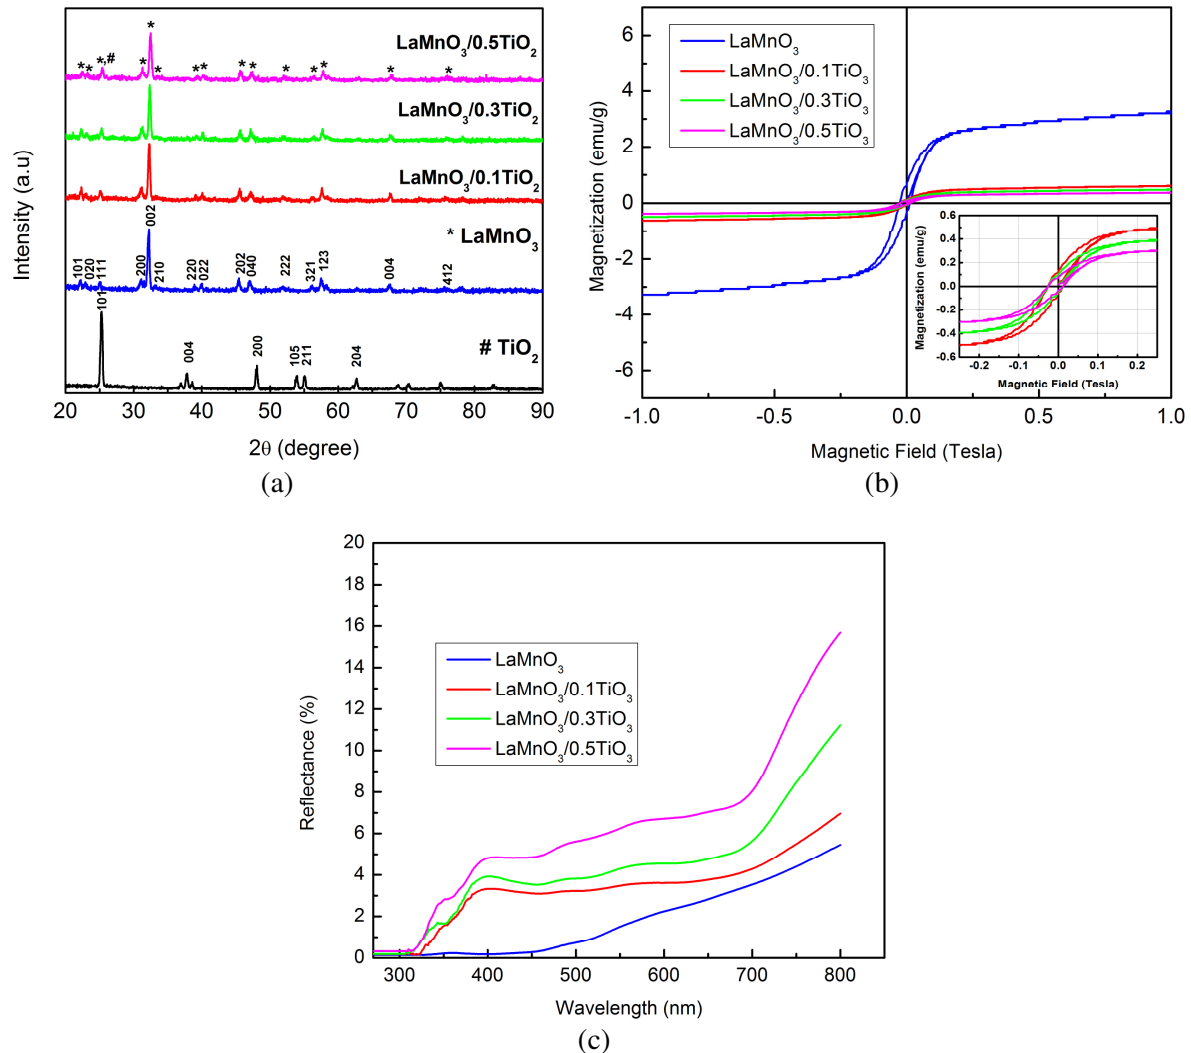 LaMnO3/0.5TiO2
LaMnO3/0.3TiO2
LaMnO3/0.1TiO2
* LaMnO3
# TiO2
*
* * *,# * * * * * * * * * * *
002
101 020 111 200 210 220 022 202 040 222 321 123 004 412
101 004 200 105 211 204
Intensity (a.u)
20 30 40 50 60 70 80 90
2θ (degree)
(a)
6
4
2
0
-2
-4
-6
Magnetization (emu/g)
LaMnO3
LaMnO3/0.1TiO3
LaMnO3/0.3TiO3
LaMnO3/0.5TiO3
0.6
0.4
0.2
0.0
-0.2
-0.4
-0.6
Magnetization (emu/g)
-0.2 -0.1 0.0 0.1 0.2
Magnetic Field (Tesla)
-1.0 -0.5 0.0 0.5 1.0
Magnetic Field (Tesla)
(b)
20
18
16
14
12
10
8
6
4
2
0
Reflectance (%)
LaMnO3
LaMnO3/0.1TiO3
LaMnO3/0.3TiO3
LaMnO3/0.5TiO3
300 400 500 600 700 800
Wavelength (nm)
(c)